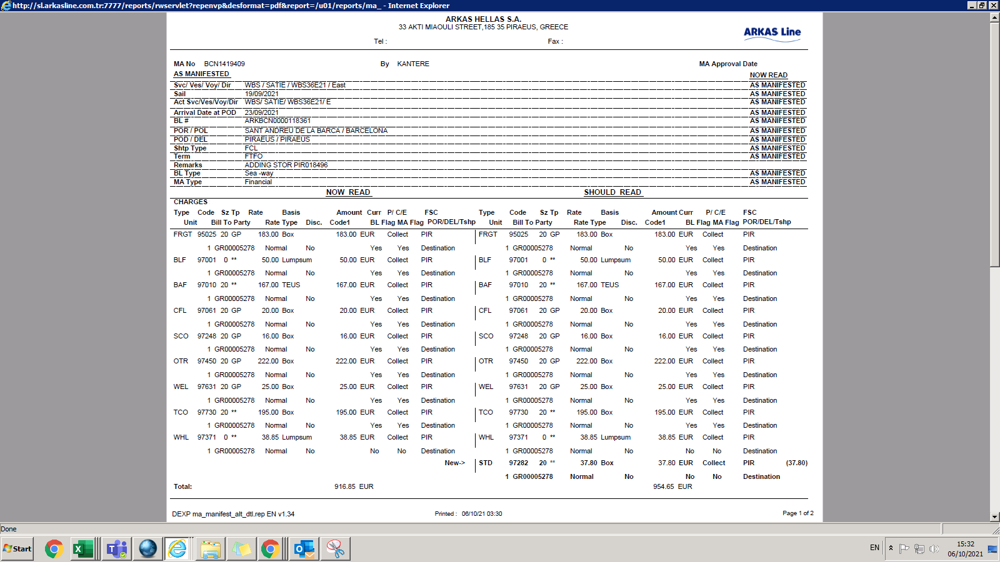 http://sl.arkasline.com.tr:7777/reports/rwservlet?repenvp&desformat=pdf&report=/u01/reports/ma_ - Internet Explorer
ARKAS HELLAS S.A.
33 AKTI MIAOULI STREET,185 35 PIRAEUS, GREECE
ARKAS Line
Tel : Fax :
MA No BCN1419409 By KANTERE MA Approval Date
AS MANIFESTED NOW READ
Svc/ Ves/ Voy/ Dir WBS / SATIE / WBS36E21 / East AS MANIFESTED
Sail 19/09/2021 AS MANIFESTED
Act Svc/Ves/Voy/Dir WBS/ SATIE/ WBS36E21/ E AS MANIFESTED
Arrival Date at POD 23/09/2021 AS MANIFESTED
BL # ARKBCN0000118361 AS MANIFESTED
POR / POL SANT ANDREU DE LA BARCA / BARCELONA AS MANIFESTED
POD / DEL PIRAEUS / PIRAEUS AS MANIFESTED
Shtp Type FCL AS MANIFESTED
Term FTFO AS MANIFESTED
Remarks ADDING STOR PIR018496
BL Type Sea -way AS MANIFESTED
MA Type Financial AS MANIFESTED
NOW READ SHOULD READ
CHARGES
Type Code Sz Tp Rate Basis Amount Curr P/ C/E FSC Type Code Sz Tp Rate Basis Amount Curr P/ C/E FSC
Unit Bill To Party Rate Type Disc. Code1 BL Flag MA Flag POR/DEL/Tshp Unit Bill To Party Rate Type Disc. Code1 BL Flag MA Flag POR/DEL/Tshp
FRGT 95025 20 GP 183.00 Box 183.00 EUR Collect PIR FRGT 95025 20 GP 183.00 Box 183.00 EUR Collect PIR
1 GR00005278 Normal No Yes Yes Destination 1 GR00005278 Normal No Yes Yes Destination
BLF 97001 0 ** 50.00 Lumpsum 50.00 EUR Collect PIR BLF 97001 0 ** 50.00 Lumpsum 50.00 EUR Collect PIR
1 GR00005278 Normal No Yes Yes Destination 1 GR00005278 Normal No Yes Yes Destination
BAF 97010 20 ** 167.00 TEUS 167.00 EUR Collect PIR BAF 97010 20 ** 167.00 TEUS 167.00 EUR Collect PIR
1 GR00005278 Normal No Yes Yes Destination 1 GR00005278 Normal No Yes Yes Destination
CFL 97061 20 GP 20.00 Box 20.00 EUR Collect PIR CFL 97061 20 GP 20.00 Box 20.00 EUR Collect PIR
1 GR00005278 Normal No Yes Yes Destination 1 GR00005278 Normal No Yes Yes Destination
SCO 97248 20 GP 16.00 Box 16.00 EUR Collect PIR SCO 97248 20 GP 16.00 Box 16.00 EUR Collect PIR
1 GR00005278 Normal No Yes Yes Destination 1 GR00005278 Normal No Yes Yes Destination
OTR 97450 20 GP 222.00 Box 222.00 EUR Collect PIR OTR 97450 20 GP 222.00 Box 222.00 EUR Collect PIR
1 GR00005278 Normal No Yes Yes Destination 1 GR00005278 Normal No Yes Yes Destination
WEL 97631 20 GP 25.00 Box 25.00 EUR Collect PIR WEL 97631 20 GP 25.00 Box 25.00 EUR Collect PIR
1 GR00005278 Normal No Yes Yes Destination 1 GR00005278 Normal No Yes Yes Destination
TCO 97730 20 ** 195.00 Box 195.00 EUR Collect PIR TCO 97730 20 ** 195.00 Box 195.00 EUR Collect PIR
1 GR00005278 Normal No Yes Yes Destination 1 GR00005278 Normal No Yes Yes Destination
WHL 97371 0 ** 38.85 Lumpsum 38.85 EUR Collect PIR WHL 97371 0 ** 38.85 Lumpsum 38.85 EUR Collect PIR
1 GR00005278 Normal No No No Destination 1 GR00005278 Normal No No No Destination
New-> STD 97282 20 ** 37.80 Box 37.80 EUR Collect PIR (37.80)
1 GR00005278 Normal No No No Destination
Total: 916.85 EUR 954.65 EUR
DEXP ma_manifest_alt_dtl.rep EN v1.34 Printed : 06/10/21 03:30 Page 1 of 2
Done
Start EN 15:32
06/10/2021